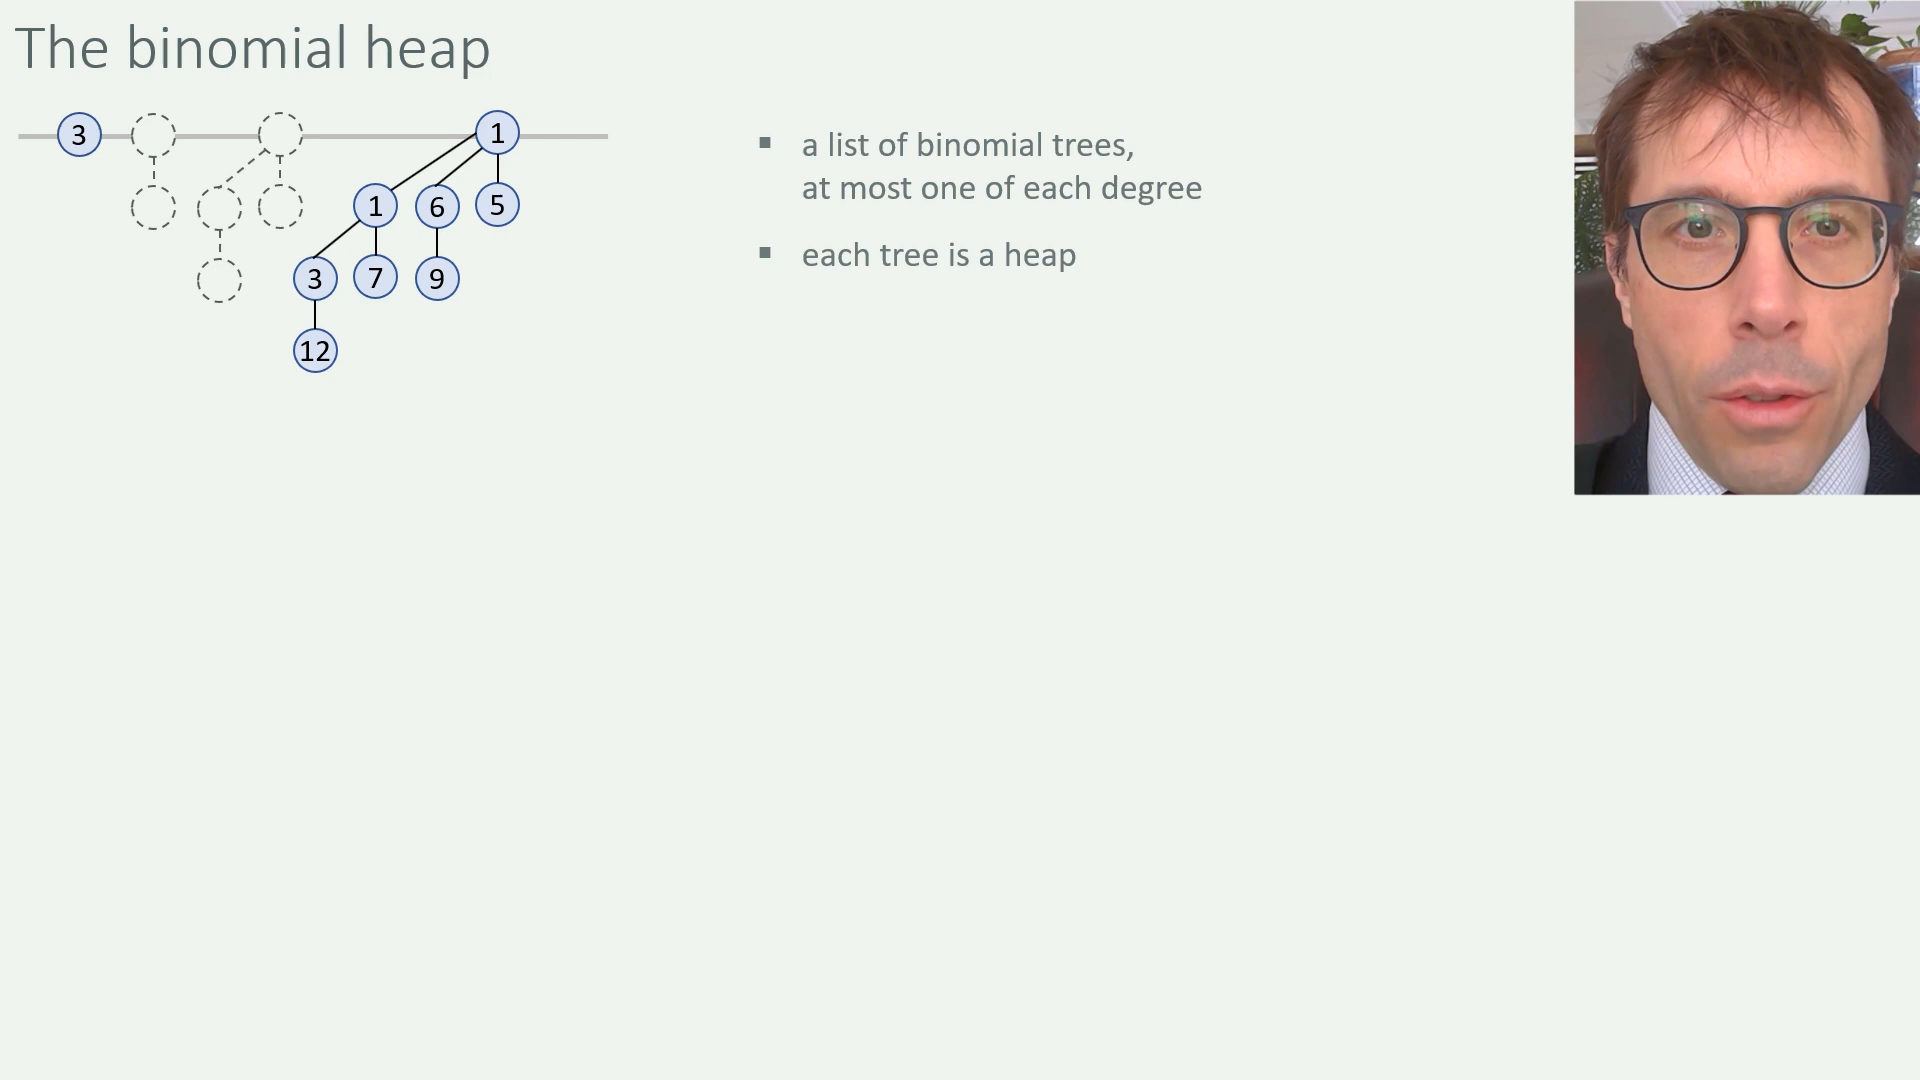 The binomial heap
3
1
1
6
5
3
7
9
12
▪ a list of binomial trees,
at most one of each degree
▪ each tree is a heap